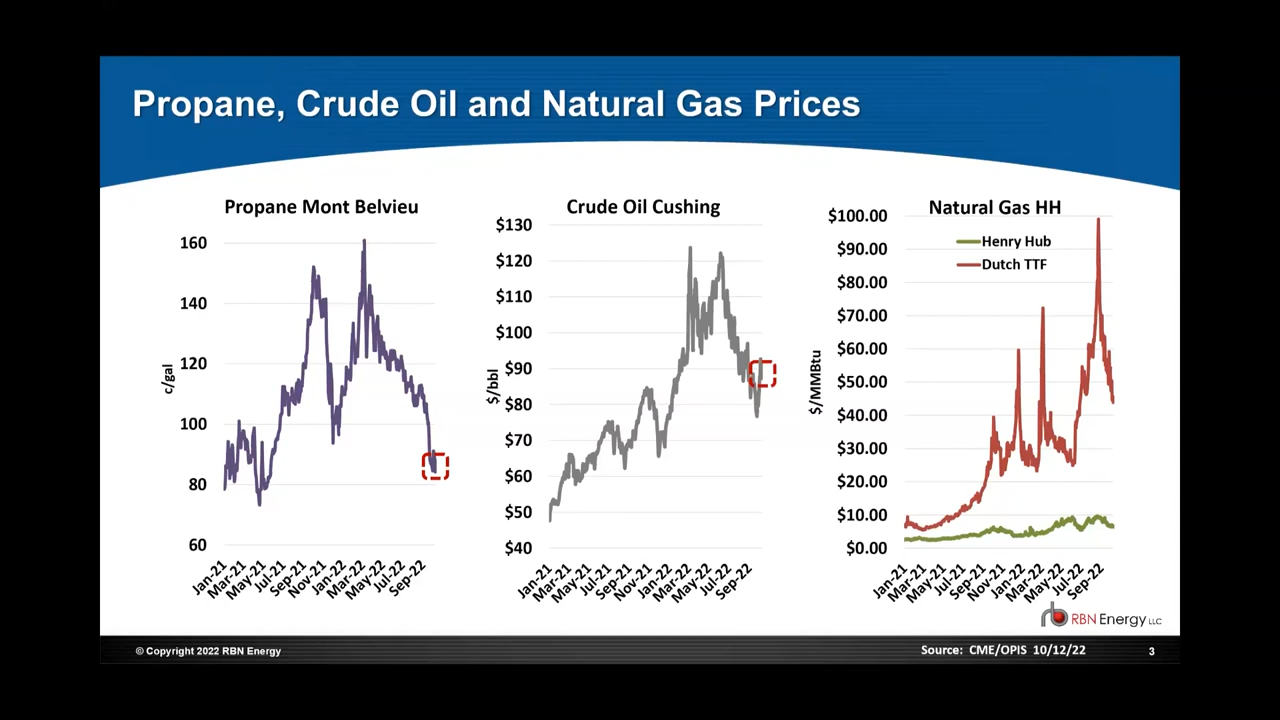 Propane, Crude Oil and Natural Gas Prices
Propane Mont Belvieu
c/gal
160
140
120
100
80
60
Jan-21
Mar-21
May-21
Jul-21
Sep-21
Nov-21
Jan-22
Mar-22
May-22
Jul-22
Sep-22
Crude Oil Cushing
$/bbl
$130
$120
$110
$100
$90
$80
$70
$60
$50
$40
Jan-21
Mar-21
May-21
Jul-21
Sep-21
Nov-21
Jan-22
Mar-22
May-22
Jul-22
Sep-22
Natural Gas HH
Henry Hub
Dutch TTF
$/MMBtu
$100.00
$90.00
$80.00
$70.00
$60.00
$50.00
$40.00
$30.00
$20.00
$10.00
$0.00
Jan-21
Mar-21
May-21
Jul-21
Sep-21
Nov-21
Jan-22
Mar-22
May-22
Jul-22
Sep-22
RBN Energy LLC
© Copyright 2022 RBN Energy
Source: CME/OPIS 10/12/22
3